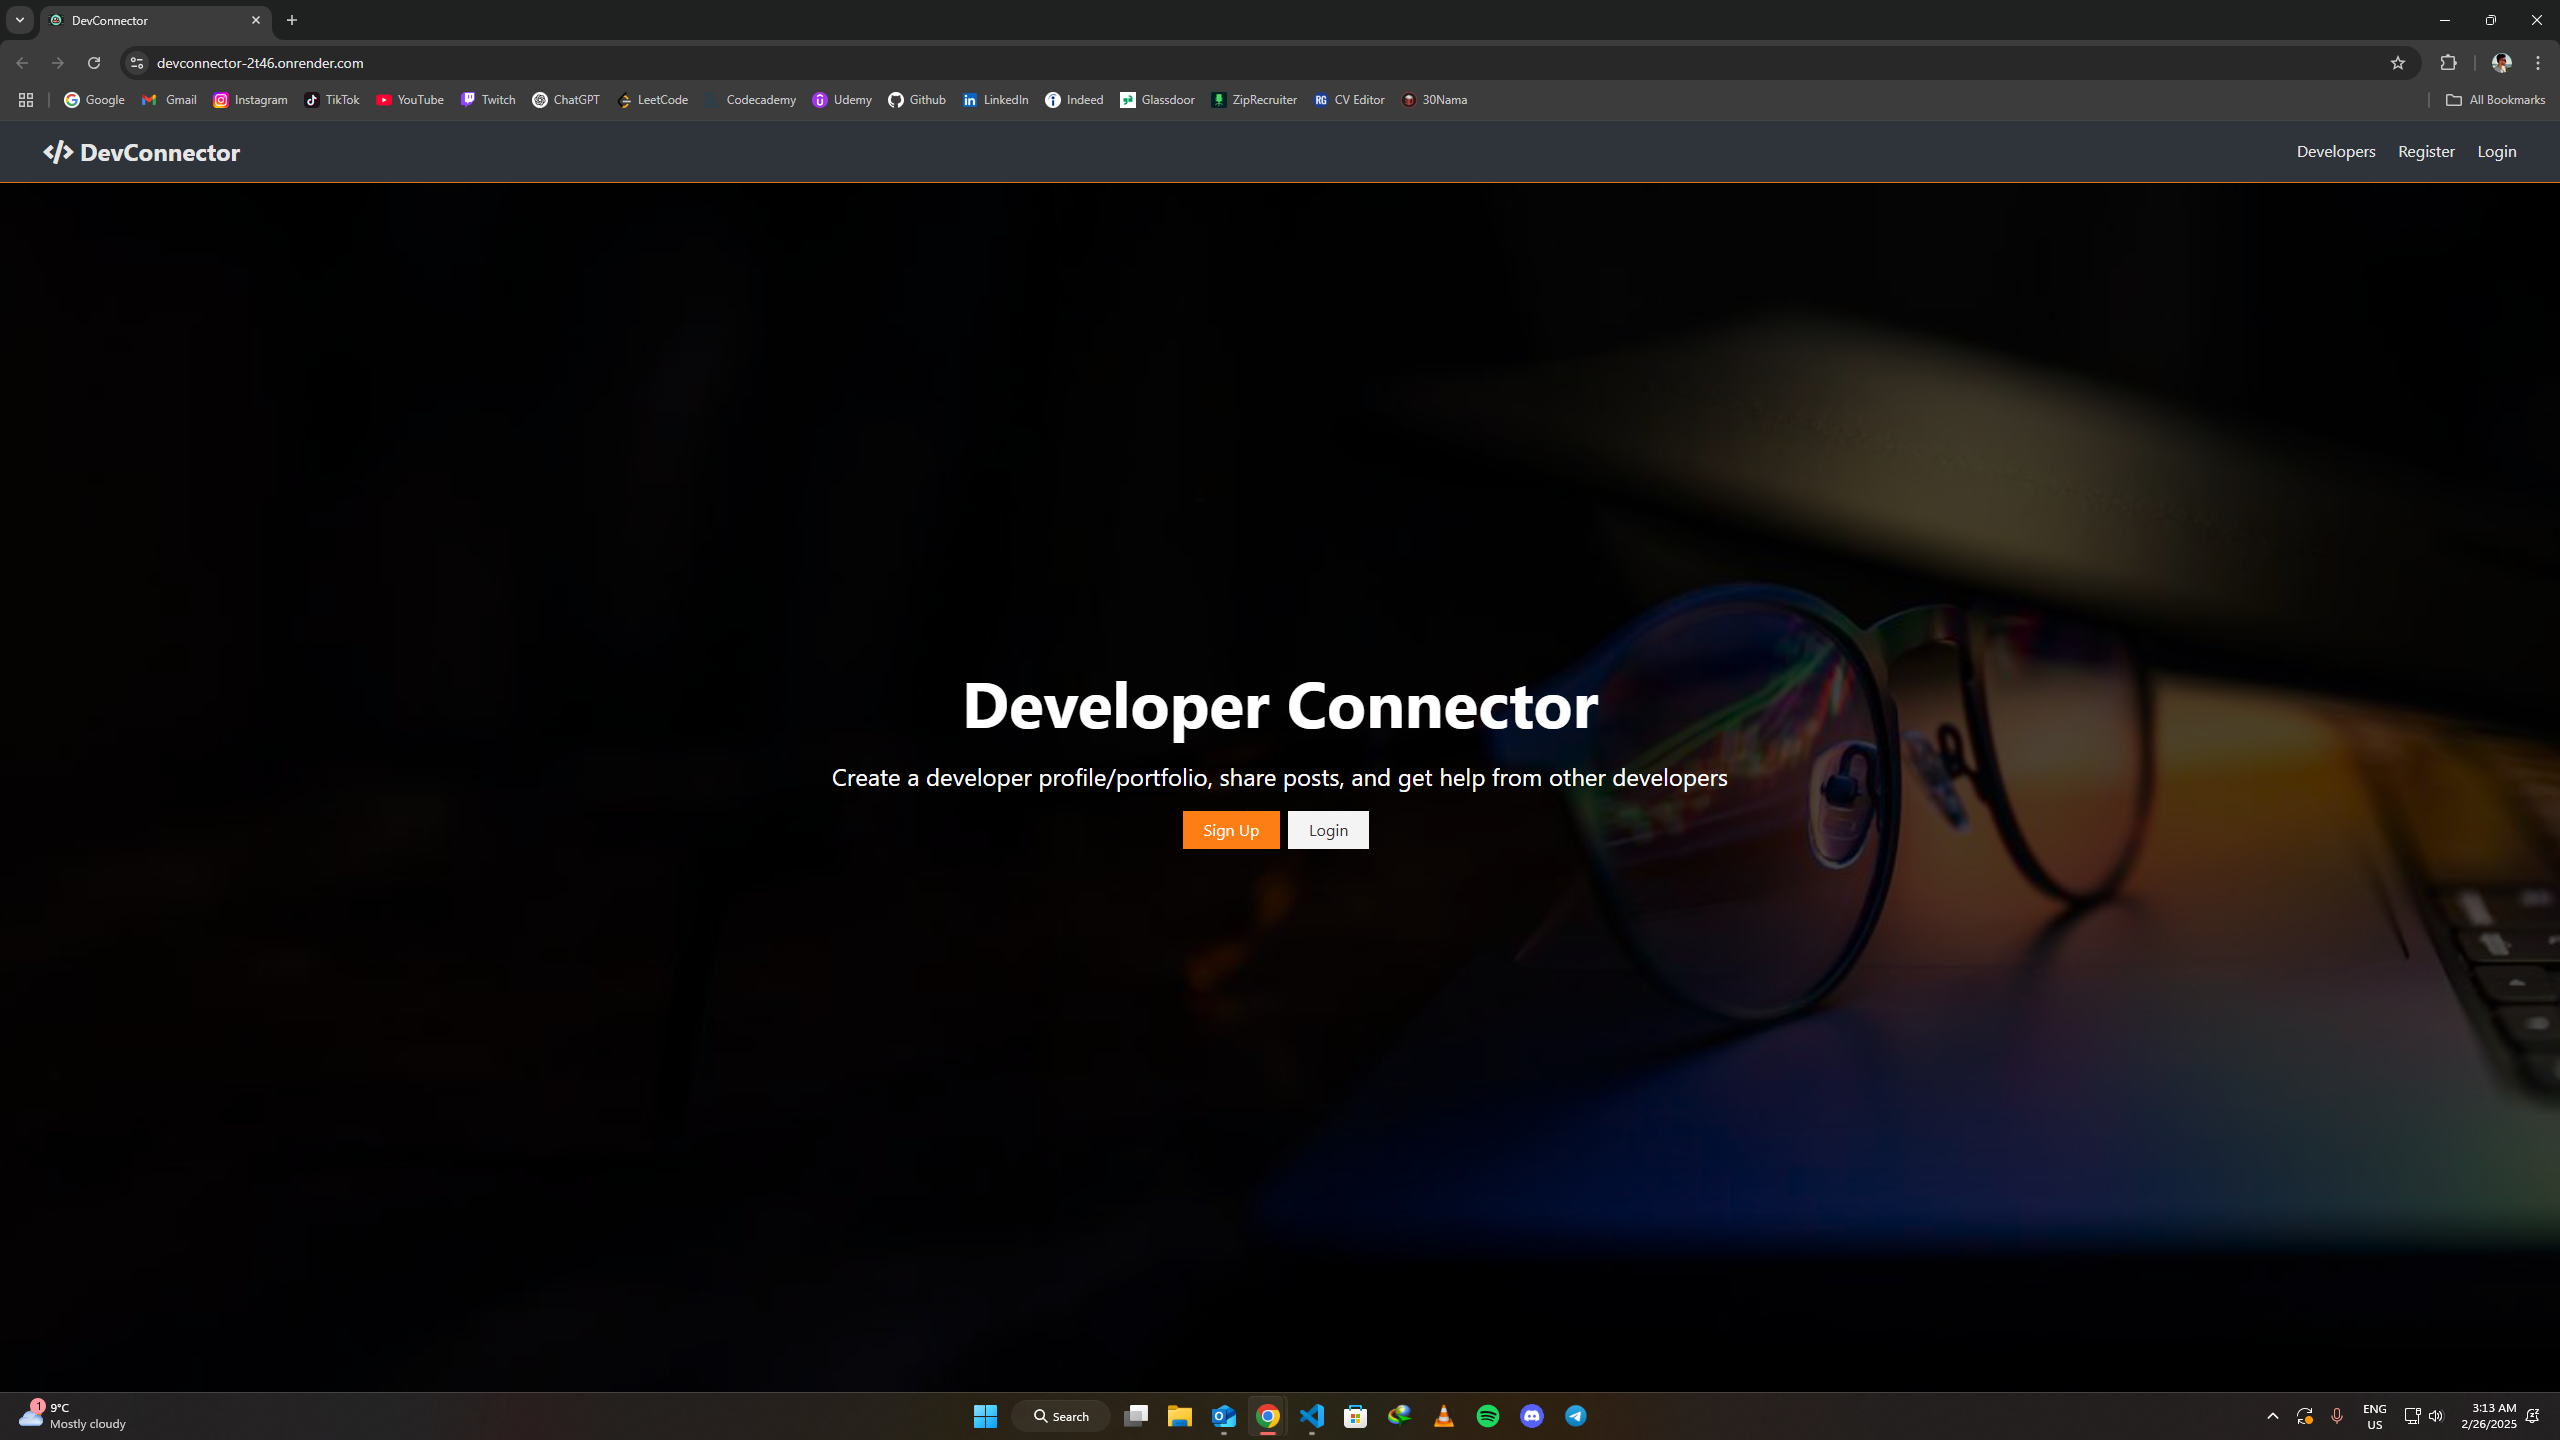 DevConnector
devconnector-2t46.onrender.com
Google Gmail Instagram TikTok YouTube Twitch ChatGPT LeetCode Codecademy Udemy Github LinkedIn Indeed Glassdoor ZipRecruiter RG CV Editor 30Nama All Bookmarks
</> DevConnector Developers Register Login
Developer Connector
Create a developer profile/portfolio, share posts, and get help from other developers
Sign Up Login
1 9°C
Mostly cloudy
Search
ENG
US
3:13 AM
2/26/2025